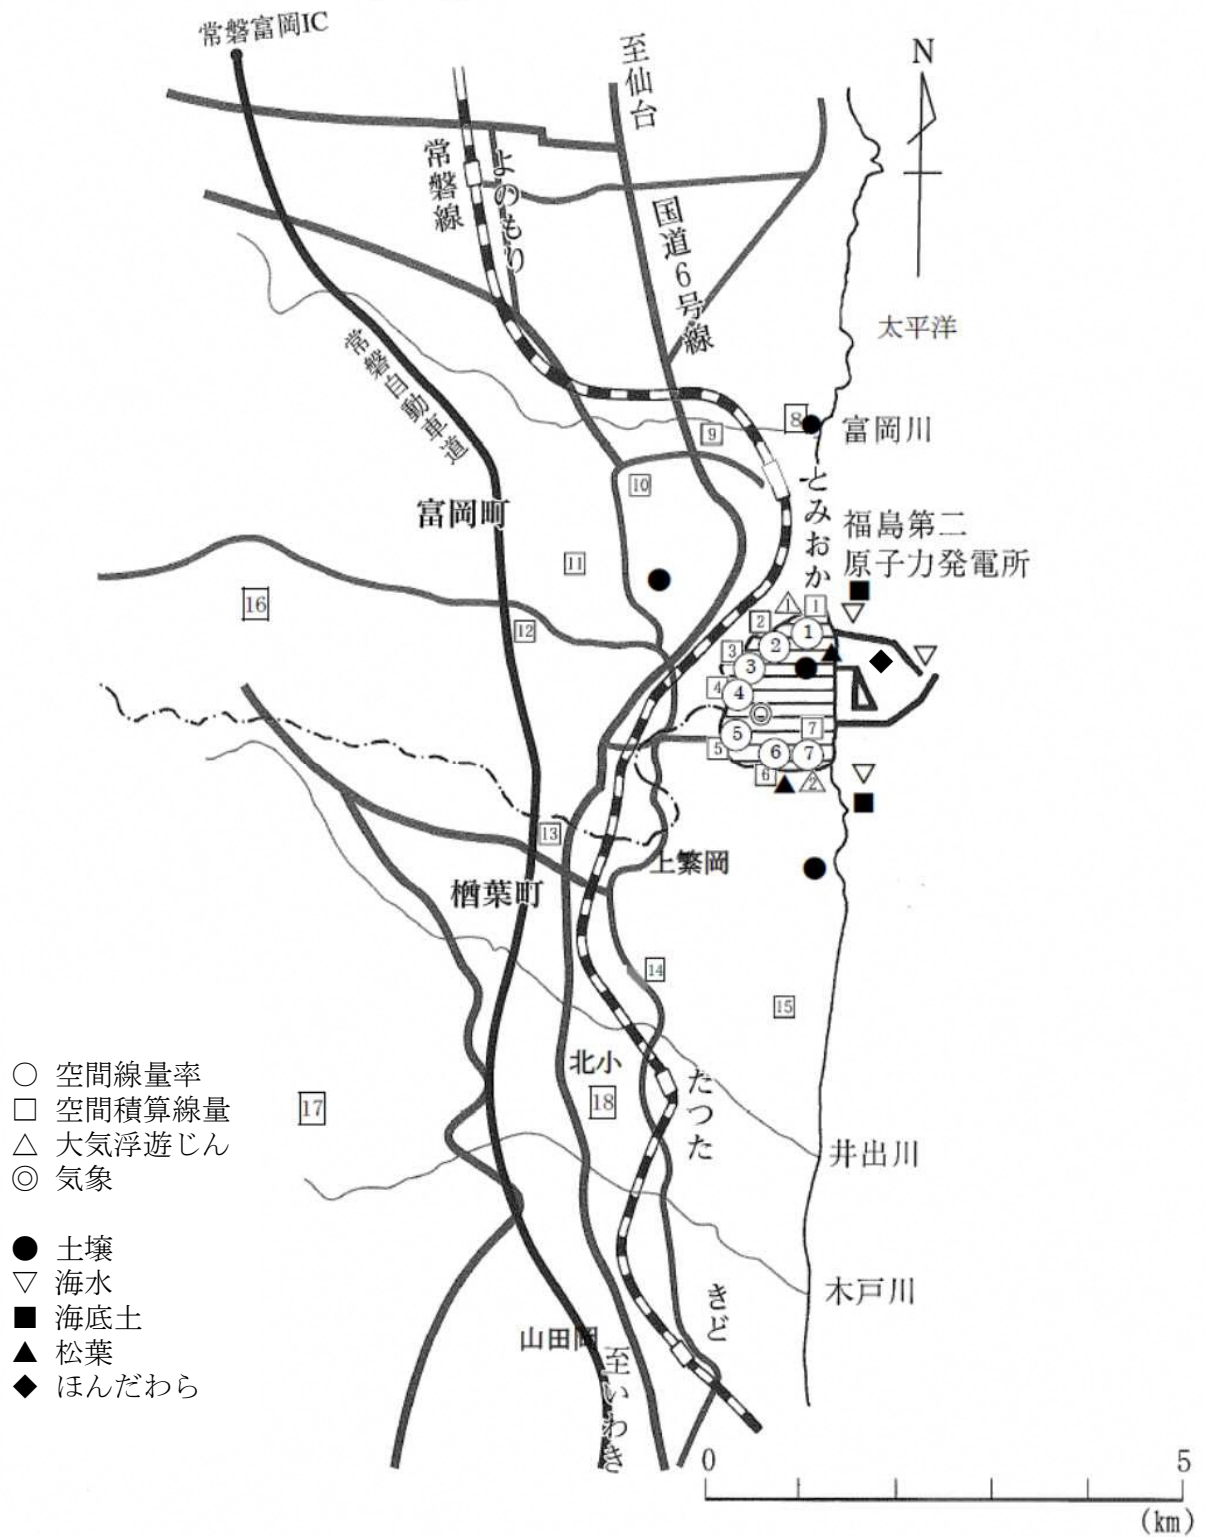 常磐富岡IC
至仙台
N
常磐線
よのもり
国道6号線
太平洋
常磐自動車道
8
富岡川
9
とみおか
10
富岡町
福島第二
原子力発電所
11
16
1
1
2
1
12
2
3
3
4
4
7
5
5
6
7
6
2
13
上繁岡
楢葉町
14
15
北小
たつた
18
17
○ 空間線量率
□ 空間積算線量
△ 大気浮遊じん
◎ 気象
井出川
● 土壌
▽ 海水
■ 海底土
▲ 松葉
◆ ほんだわら
木戸川
きど
山田岡
至いわき
0 5
(km)